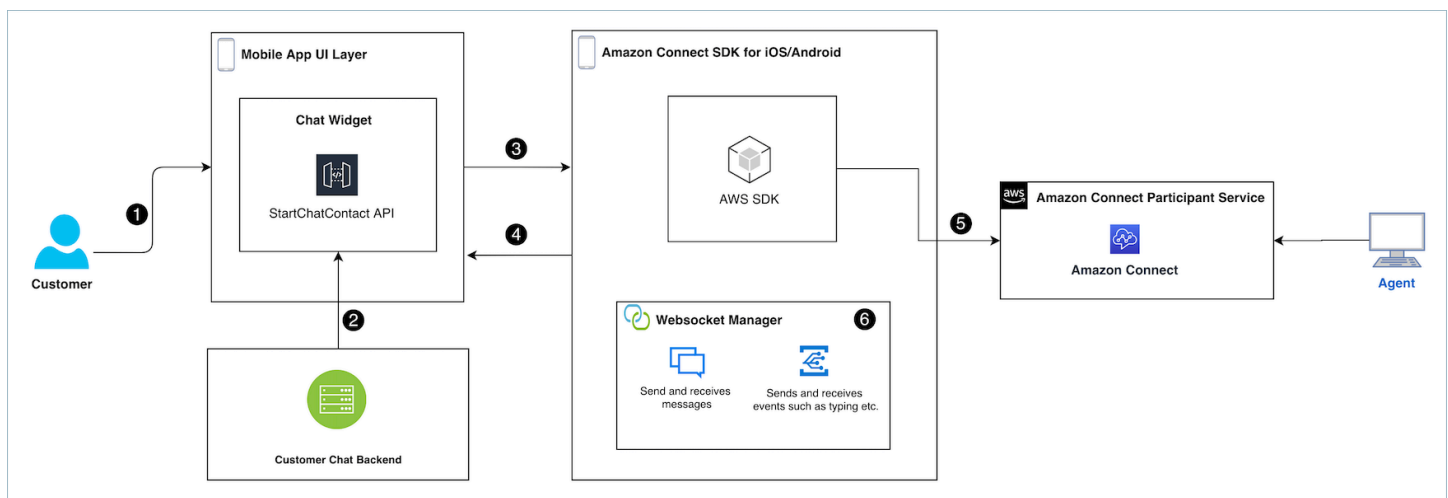 Mobile App UI Layer
Chat Widget
StartChatContact API
1
Customer
2
Customer Chat Backend
3
4
Amazon Connect SDK for iOS/Android
AWS SDK
5
Websocket Manager
6
Send and receives
messages
Sends and receives
events such as typing etc.
aws
Amazon Connect Participant Service
Amazon Connect
Agent